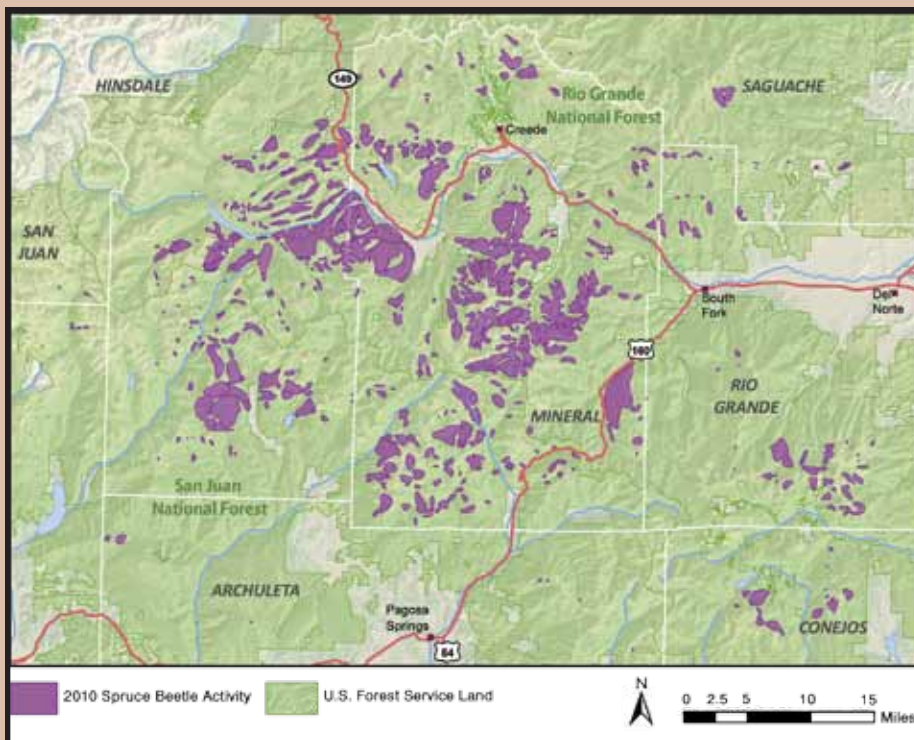 HINSDALE
149
SAGUACHE
Rio Grande
National Forest
Creede
SAN
JUAN
South
Fork
Del
Norte
160
RIO
GRANDE
MINERAL
San Juan
National Forest
ARCHULETA
Pagosa
Springs
84
CONEJOS
2010 Spruce Beetle Activity
U.S. Forest Service Land
N
0 2.5 5 10 15
Miles